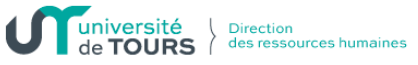 université
de TOURS
Direction
des ressources humaines